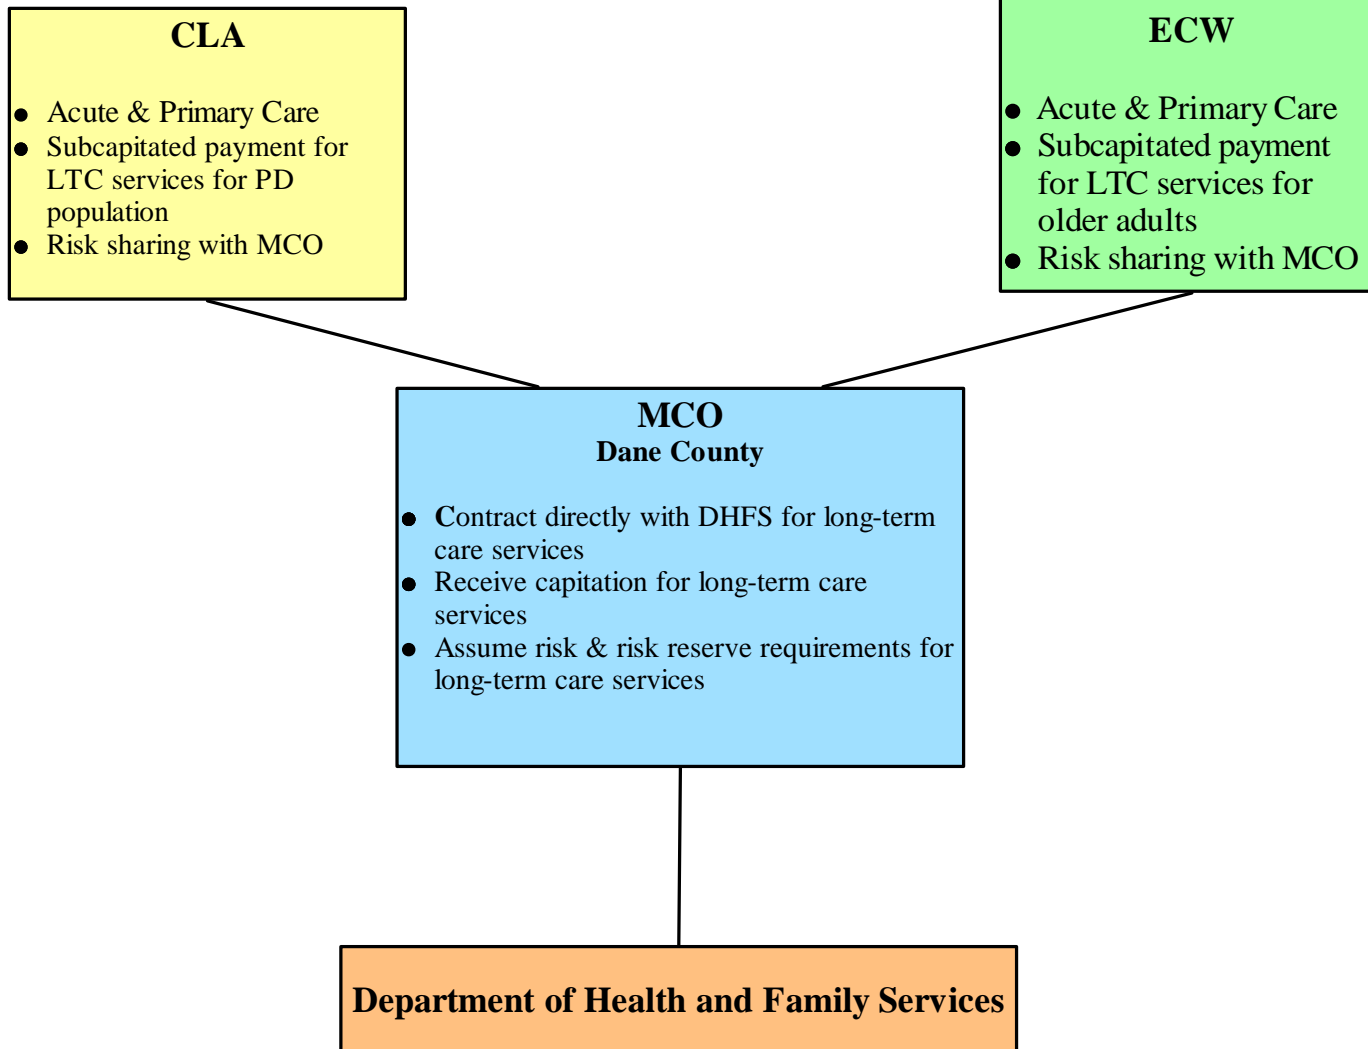 CLA
● Acute & Primary Care
● Subcapitated payment for
LTC services for PD
population
● Risk sharing with MCO
ECW
● Acute & Primary Care
● Subcapitated payment
for LTC services for
older adults
● Risk sharing with MCO
MCO
Dane County
● Contract directly with DHFS for long-term
care services
● Receive capitation for long-term care
services
● Assume risk & risk reserve requirements for
long-term care services
Department of Health and Family Services